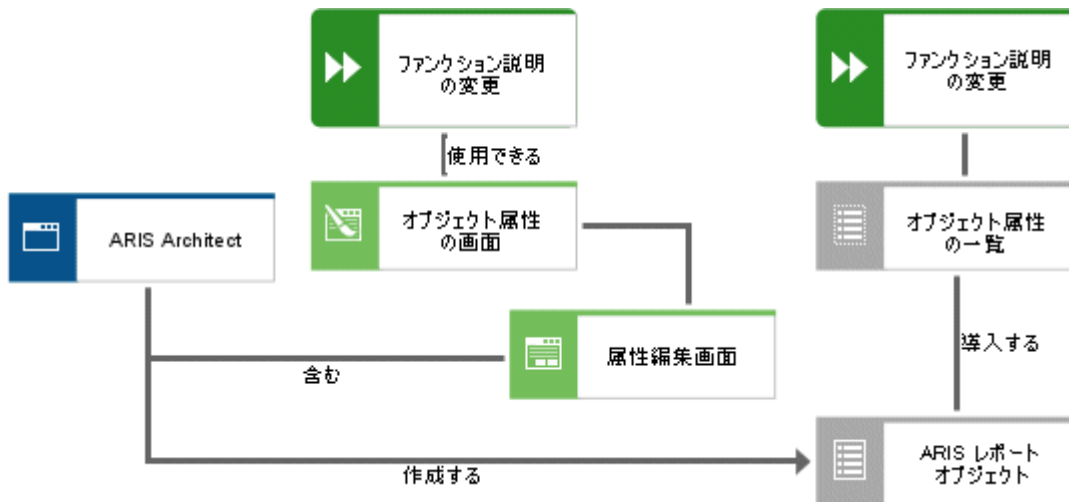 ファンクション説明
の変更
ファンクション説明
の変更
使用できる
ARIS Architect
オブジェクト属性
の画面
オブジェクト属性
の一覧
属性編集画面
導入する
含む
ARIS レポート
オブジェクト
作成する